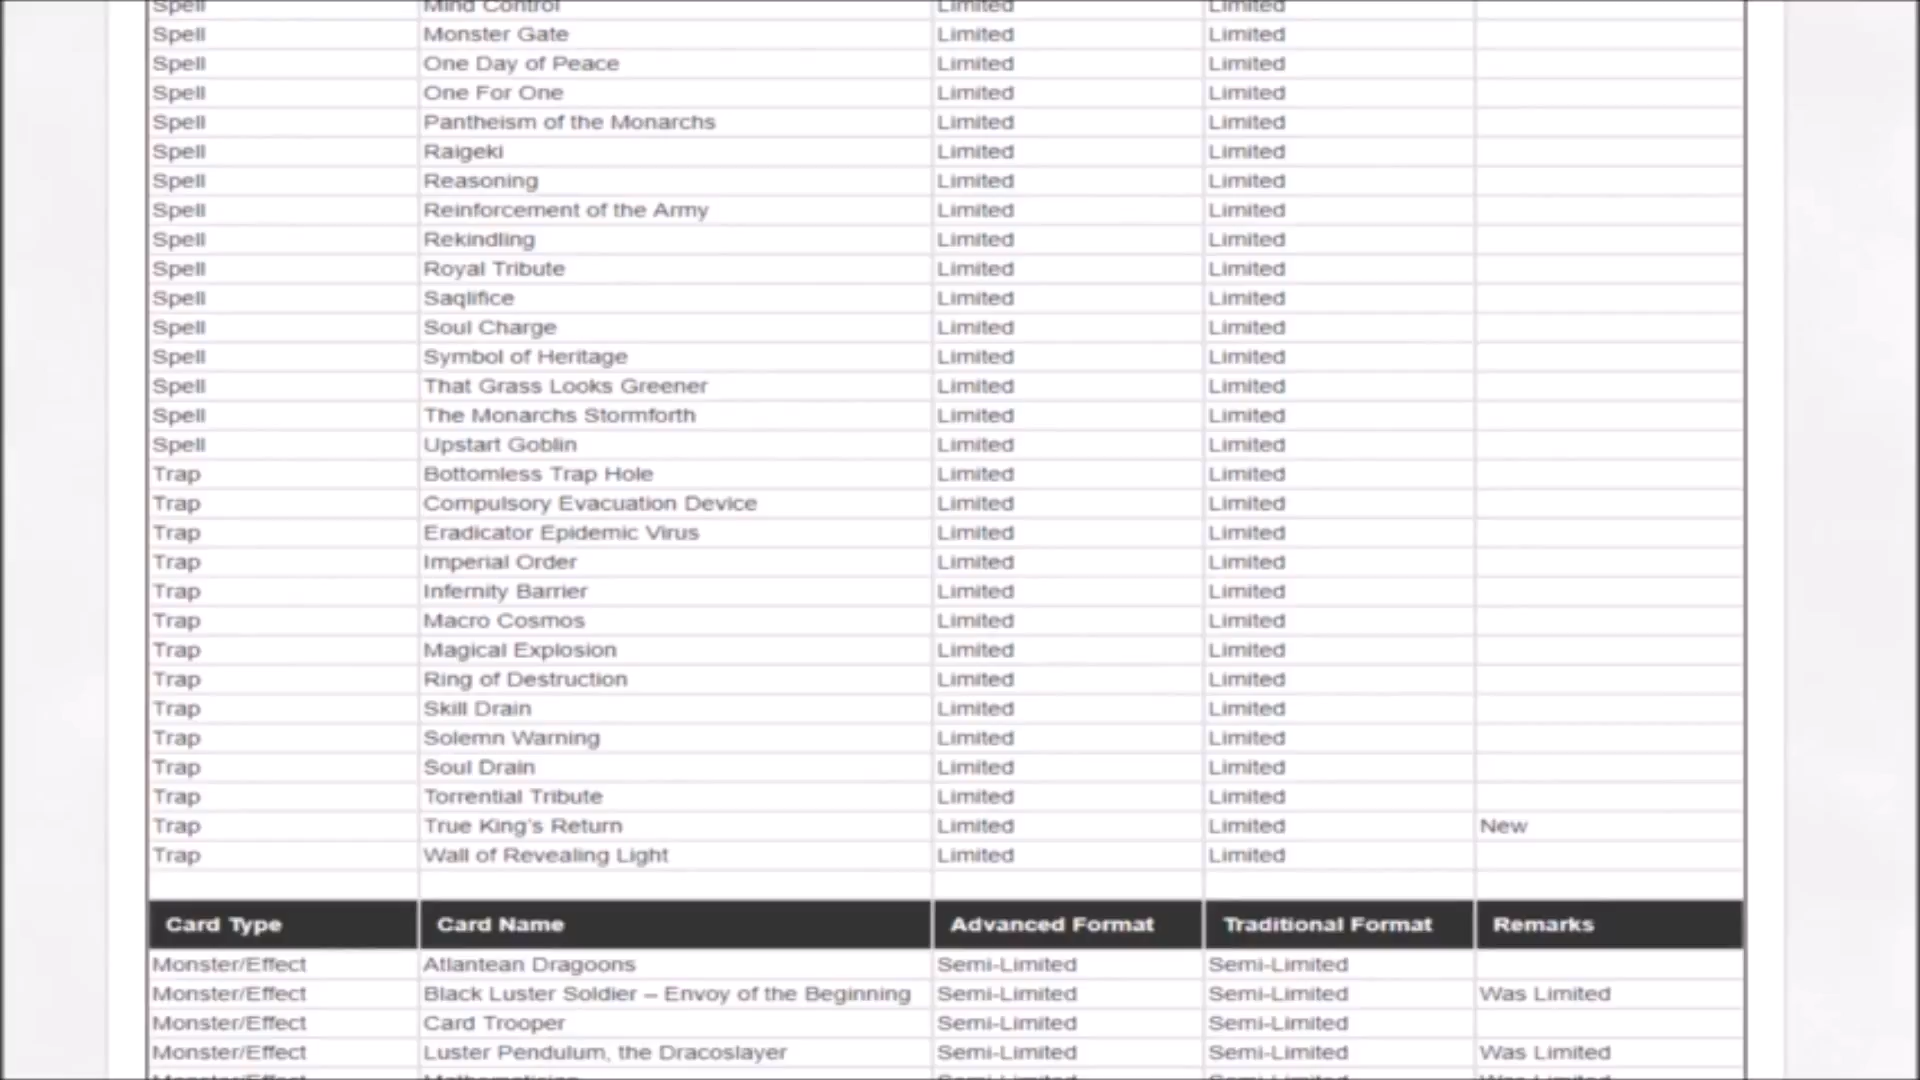 Spell Mind Control Limited Limited
Spell Monster Gate Limited Limited
Spell One Day of Peace Limited Limited
Spell One For One Limited Limited
Spell Pantheism of the Monarchs Limited Limited
Spell Raigeki Limited Limited
Spell Reasoning Limited Limited
Spell Reinforcement of the Army Limited Limited
Spell Rekindling Limited Limited
Spell Royal Tribute Limited Limited
Spell Saqlifice Limited Limited
Spell Soul Charge Limited Limited
Spell Symbol of Heritage Limited Limited
Spell That Grass Looks Greener Limited Limited
Spell The Monarchs Stormforth Limited Limited
Spell Upstart Goblin Limited Limited
Trap Bottomless Trap Hole Limited Limited
Trap Compulsory Evacuation Device Limited Limited
Trap Eradicator Epidemic Virus Limited Limited
Trap Imperial Order Limited Limited
Trap Infernity Barrier Limited Limited
Trap Macro Cosmos Limited Limited
Trap Magical Explosion Limited Limited
Trap Ring of Destruction Limited Limited
Trap Skill Drain Limited Limited
Trap Solemn Warning Limited Limited
Trap Soul Drain Limited Limited
Trap Torrential Tribute Limited Limited
Trap True King's Return Limited Limited New
Trap Wall of Revealing Light Limited Limited
Card Type Card Name Advanced Format Traditional Format Remarks
Monster/Effect Atlantean Dragoons Semi-Limited Semi-Limited
Monster/Effect Black Luster Soldier – Envoy of the Beginning Semi-Limited Semi-Limited Was Limited
Monster/Effect Card Trooper Semi-Limited Semi-Limited
Monster/Effect Luster Pendulum, the Dracoslayer Semi-Limited Semi-Limited Was Limited